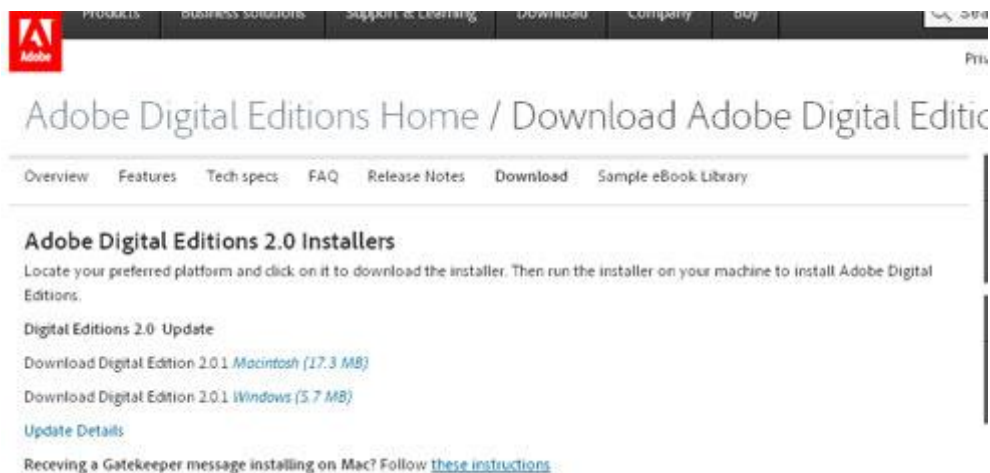 Products Business solutions Support & Learning Download Company Buy
Adobe
Adobe Digital Editions Home / Download Adobe Digital Editio
Overview Features Tech specs FAQ Release Notes Download Sample eBook Library
Adobe Digital Editions 2.0 Installers
Locate your preferred platform and click on it to download the installer. Then run the installer on your machine to install Adobe Digital
Editions.
Digital Editions 2.0 Update
Download Digital Edition 2.0.1 Macintosh (17.3 MB)
Download Digital Edition 2.0.1 Windows (5.7 MB)
Update Details
Receving a Gatekeeper message installing on Mac? Follow these instructions